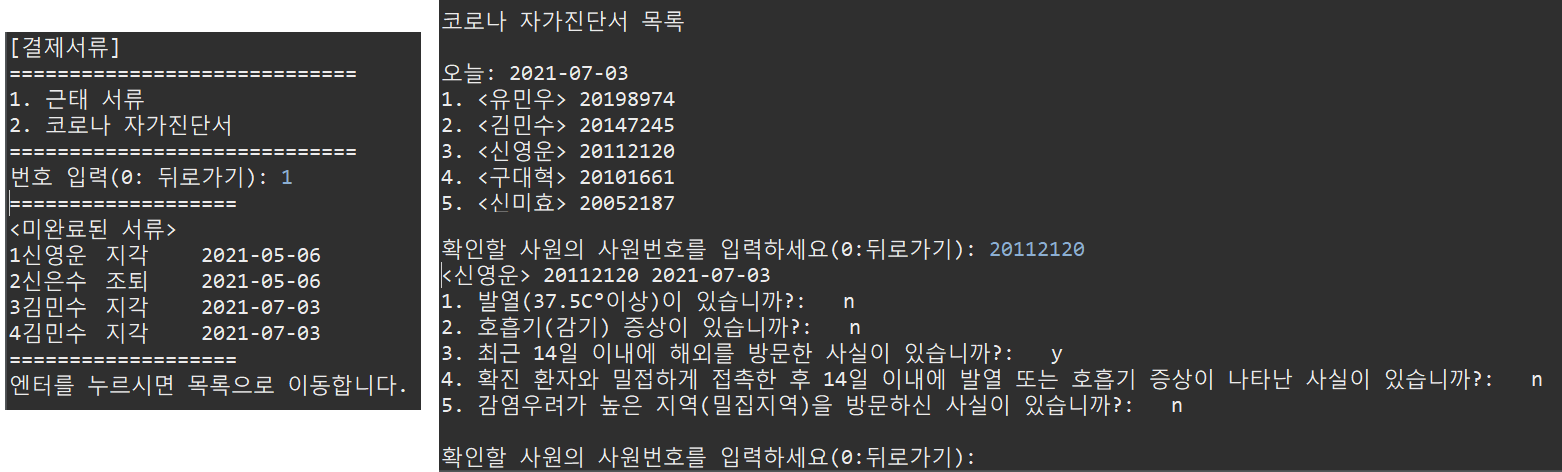 [결제서류]
=============================
1. 근태 서류
2. 코로나 자가진단서
=============================
번호 입력(0: 뒤로가기): 1
===================
<미완료된 서류>
1신영운 지각 2021-05-06
2신은수 조퇴 2021-05-06
3김민수 지각 2021-07-03
4김민수 지각 2021-07-03
===================
엔터를 누르시면 목록으로 이동합니다.
코로나 자가진단서 목록
오늘: 2021-07-03
1. <유민우> 20198974
2. <김민수> 20147245
3. <신영운> 20112120
4. <구대혁> 20101661
5. <신미효> 20052187
확인할 사원의 사원번호를 입력하세요(0:뒤로가기): 20112120
<신영운> 20112120 2021-07-03
1. 발열(37.5C°이상)이 있습니까?: n
2. 호흡기(감기) 증상이 있습니까?: n
3. 최근 14일 이내에 해외를 방문한 사실이 있습니까?: y
4. 확진 환자와 밀접하게 접촉한 후 14일 이내에 발열 또는 호흡기 증상이 나타난 사실이 있습니까?: n
5. 감염우려가 높은 지역(밀집지역)을 방문하신 사실이 있습니까?: n
확인할 사원의 사원번호를 입력하세요(0:뒤로가기):